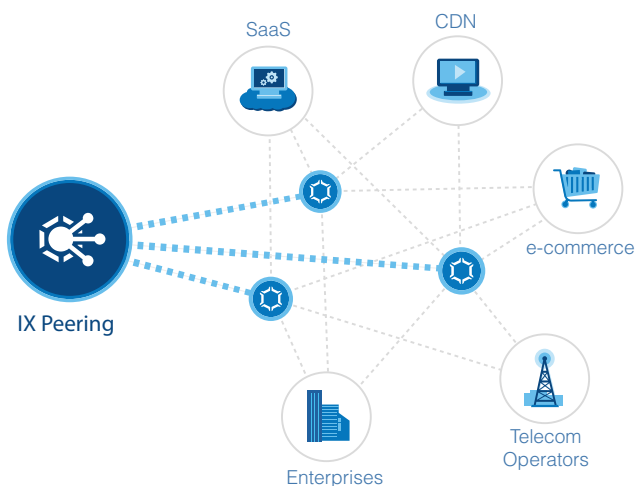 SaaS
CDN
e-commerce
IX Peering
Telecom
Operators
Enterprises